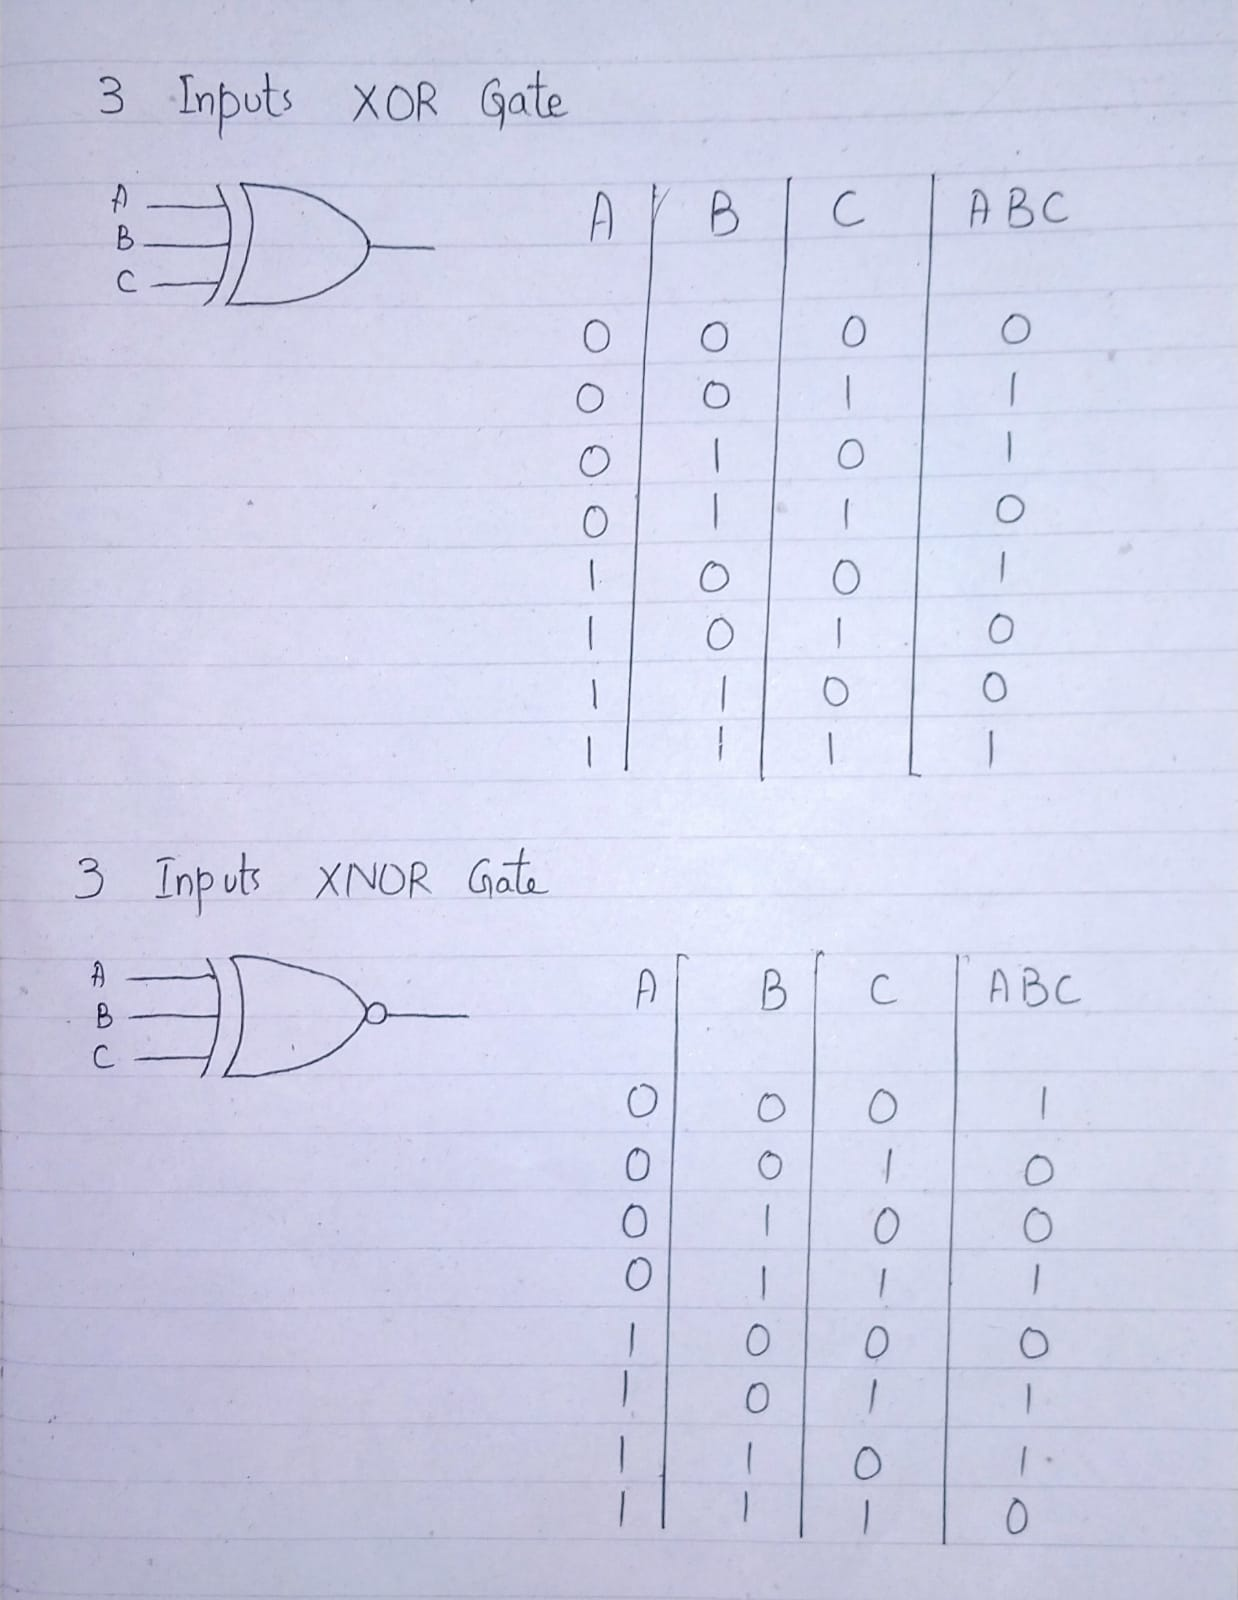 3 Inputs XOR Gate
A
B
C
A B C ABC
0 0 0 0
0 0 1 1
0 1 0 1
0 1 1 0
1 0 0 1
1 0 1 0
1 1 0 0
1 1 1 1
3 Inputs XNOR Gate
A
B
C
A B C ABC
0 0 0 1
0 0 1 0
0 1 0 0
0 1 1 1
1 0 0 0
1 0 1 1
1 1 0 1
1 1 1 0